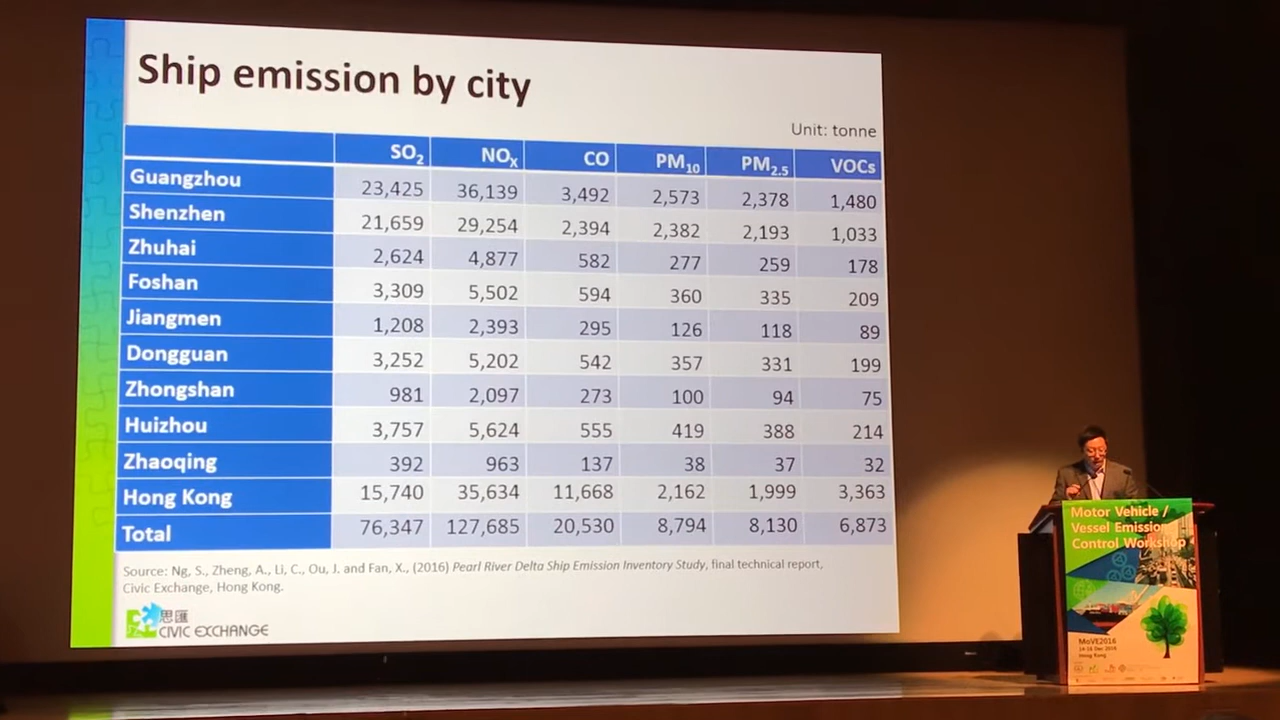 Ship emission by city
Unit: tonne
SO2 NOX CO PM10 PM2.5 VOCs
Guangzhou 23,425 36,139 3,492 2,573 2,378 1,480
Shenzhen 21,659 29,254 2,394 2,382 2,193 1,033
Zhuhai 2,624 4,877 582 277 259 178
Foshan 3,309 5,502 594 360 335 209
Jiangmen 1,208 2,393 295 126 118 89
Dongguan 3,252 5,202 542 357 331 199
Zhongshan 981 2,097 273 100 94 75
Huizhou 3,757 5,624 555 419 388 214
Zhaoqing 392 963 137 38 37 32
Hong Kong 15,740 35,634 11,668 2,162 1,999 3,363
Total 76,347 127,685 20,530 8,794 8,130 6,873
Source: Ng, S., Zheng, A., Li, C., Ou, J. and Fan, X., (2016) Pearl River Delta Ship Emission Inventory Study, final technical report,
Civic Exchange, Hong Kong.
思匯
CIVIC EXCHANGE
Motor Vehicle /
Vessel Emission
Control Workshop
MoVE2016
14-16 Dec 2016
Hong Kong